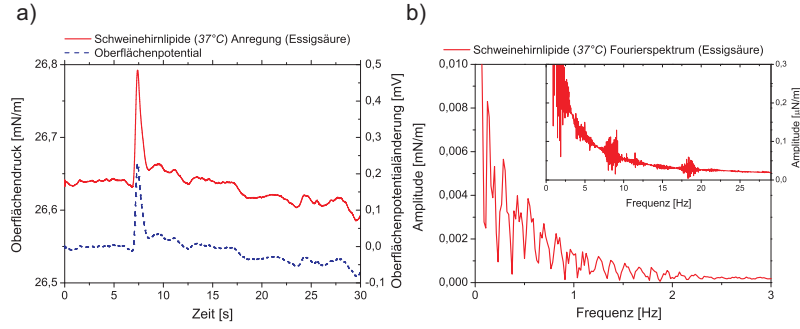 a)
Schweinehirnlipide (37°C) Anregung (Essigsäure)
Oberflächenpotential
26,8
26,7
26,6
26,5
Oberflächendruck [mN/m]
0,5
0,4
0,3
0,2
0,1
0,0
-0,1
Oberflächenpotentialänderung [mV]
0 5 10 15 20 25 30
Zeit [s]
b)
Schweinehirnlipide (37°C) Fourierspektrum (Essigsäure)
0,010
0,008
0,006
0,004
0,002
0,000
Amplitude [mN/m]
0,3
0,2
0,1
0,0
Amplitude [µN/m]
0 5 10 15 20 25
Frequenz [Hz]
0 1 2 3
Frequenz [Hz]